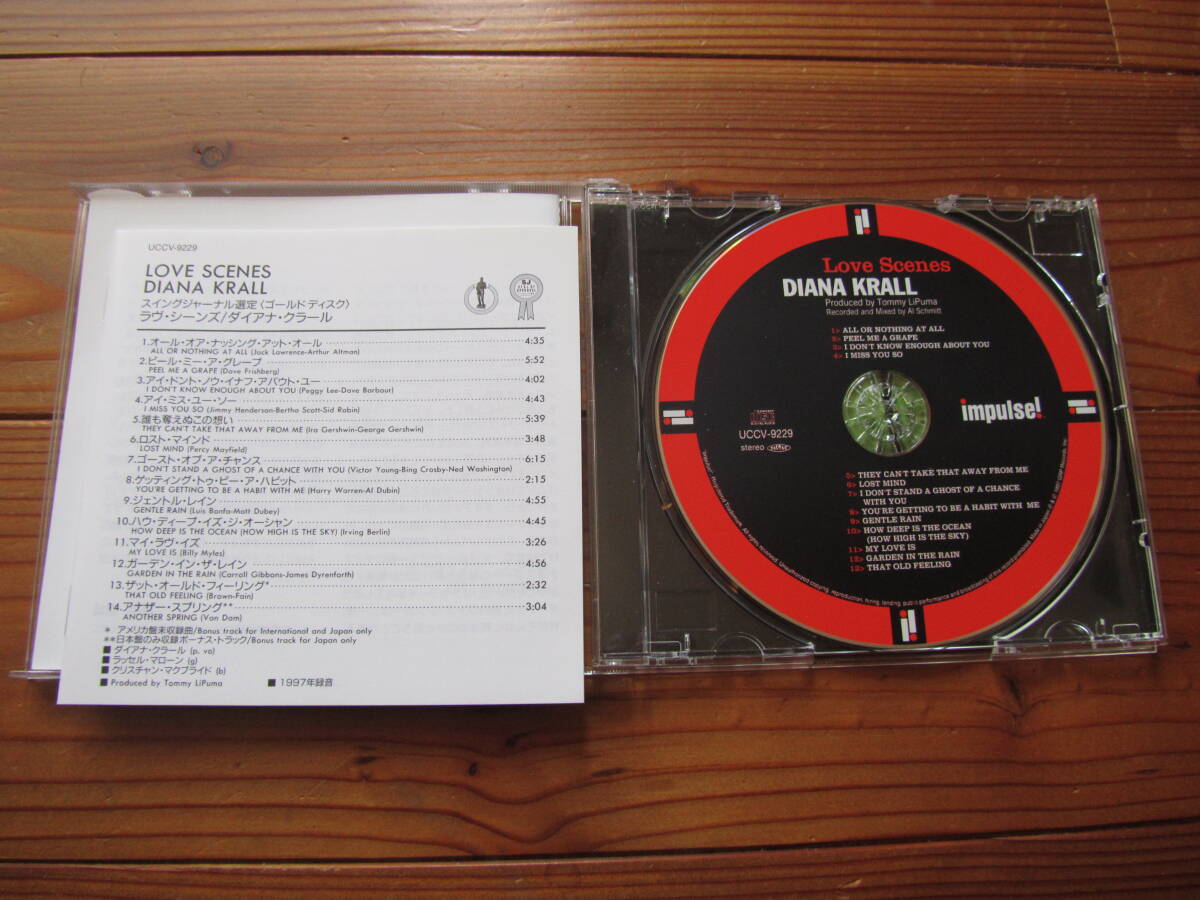 UCCV-9229
LOVE SCENES
DIANA KRALL
スイングジャーナル選定〈ゴールドディスク〉
ラヴ・シーンズ/ダイアナ・クラール
SJ
1.オール・オア・ナッシング・アット・オール 4:35
ALL OR NOTHING AT ALL (Jack Lawrence-Arthur Altman)
2.ピール・ミー・ア・グレープ 5:52
PEEL ME A GRAPE (Dave Frishberg)
3.アイ・ドント・ノウ・イナフ・アバウト・ユー 4:02
I DON'T KNOW ENOUGH ABOUT YOU (Peggy Lee-Dave Barbour)
4.アイ・ミス・ユー・ソー 4:43
I MISS YOU SO (Jimmy Henderson-Bertha Scott-Sid Robin)
5.誰も奪えぬこの想い 5:39
THEY CAN'T TAKE THAT AWAY FROM ME (Ira Gershwin-George Gershwin)
6.ロスト・マインド 3:48
LOST MIND (Percy Mayfield)
7.ゴースト・オブ・ア・チャンス 6:15
I DON'T STAND A GHOST OF A CHANCE WITH YOU (Victor Young-Bing Crosby-Ned Washington)
8.ゲッティング・トゥ・ビー・ア・ハビット 2:15
YOU'RE GETTING TO BE A HABIT WITH ME (Harry Warren-Al Dubin)
9.ジェントル・レイン 4:55
GENTLE RAIN (Luis Bonfa-Matt Dubey)
10.ハウ・ディープ・イズ・ジ・オーシャン 4:45
HOW DEEP IS THE OCEAN (HOW HIGH IS THE SKY) (Irving Berlin)
11.マイ・ラヴ・イズ 3:26
MY LOVE IS (Billy Myles)
12.ガーデン・イン・ザ・レイン 4:56
GARDEN IN THE RAIN (Carroll Gibbons-James Dyrenforth)
13.ザット・オールド・フィーリング* 2:32
THAT OLD FEELING (Brown-Fain)
14.アナザー・スプリング** 3:04
ANOTHER SPRING (Van Dam)
* アメリカ盤未収録曲/Bonus track for International and Japan only
**日本盤のみ収録ボーナス・トラック/Bonus track for Japan only
■ダイアナ・クラール (p, vo)
■ラッセル・マローン (g)
■クリスチャン・マクブライド (b)
■Produced by Tommy LiPuma ■1997年録音
Love Scenes
DIANA KRALL
Produced by Tommy LiPuma
Recorded and Mixed by Al Schmitt
1> ALL OR NOTHING AT ALL
2> PEEL ME A GRAPE
3> I DON'T KNOW ENOUGH ABOUT YOU
4> I MISS YOU SO
impulse!
UCCV-9229
stereo
5> THEY CAN'T TAKE THAT AWAY FROM ME
6> LOST MIND
7> I DON'T STAND A GHOST OF A CHANCE
WITH YOU
8> YOU'RE GETTING TO BE A HABIT WITH ME
9> GENTLE RAIN
10> HOW DEEP IS THE OCEAN
(HOW HIGH IS THE SKY)
11> MY LOVE IS
12> GARDEN IN THE RAIN
13> THAT OLD FEELING